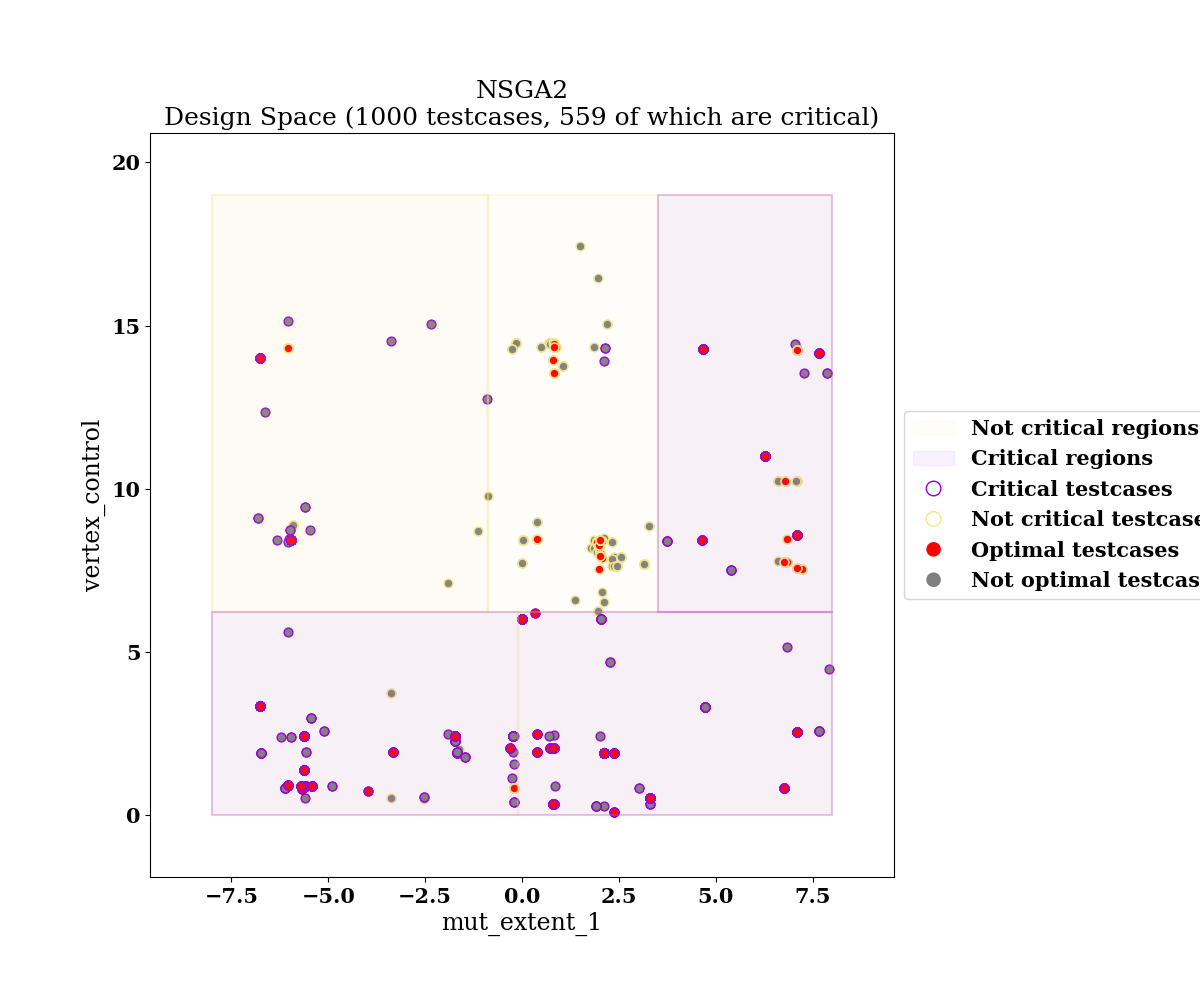 NSGA2
Design Space (1000 testcases, 559 of which are critical)
20
15
10
5
0
vertex_control
−7.5
−5.0
−2.5
0.0
2.5
5.0
7.5
mut_extent_1
Not critical regions
Critical regions
Critical testcases
Not critical testcase
Optimal testcases
Not optimal testcas